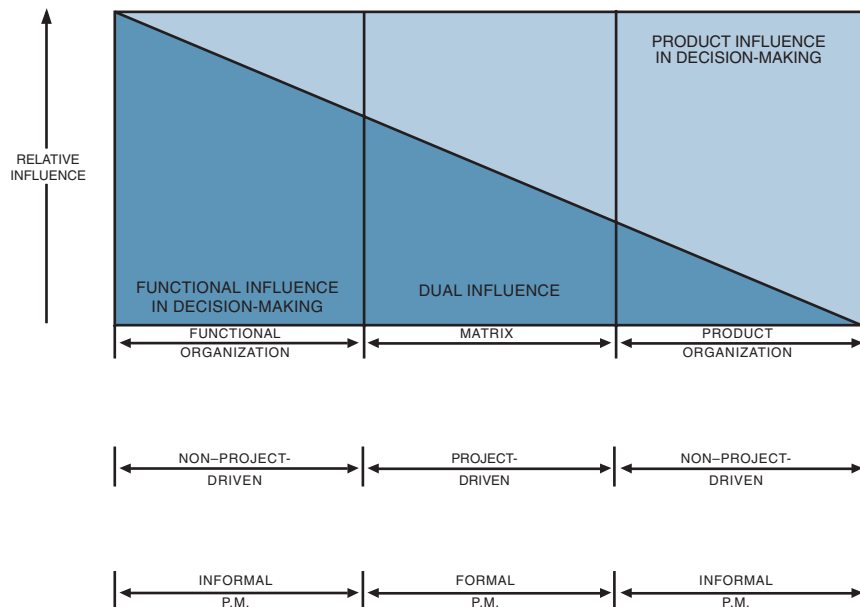 PRODUCT INFLUENCE
IN DECISION-MAKING
RELATIVE
INFLUENCE
FUNCTIONAL INFLUENCE
IN DECISION-MAKING
DUAL INFLUENCE
FUNCTIONAL
ORGANIZATION
MATRIX
PRODUCT
ORGANIZATION
NON–PROJECT-
DRIVEN
PROJECT-
DRIVEN
NON–PROJECT-
DRIVEN
INFORMAL
P.M.
FORMAL
P.M.
INFORMAL
P.M.